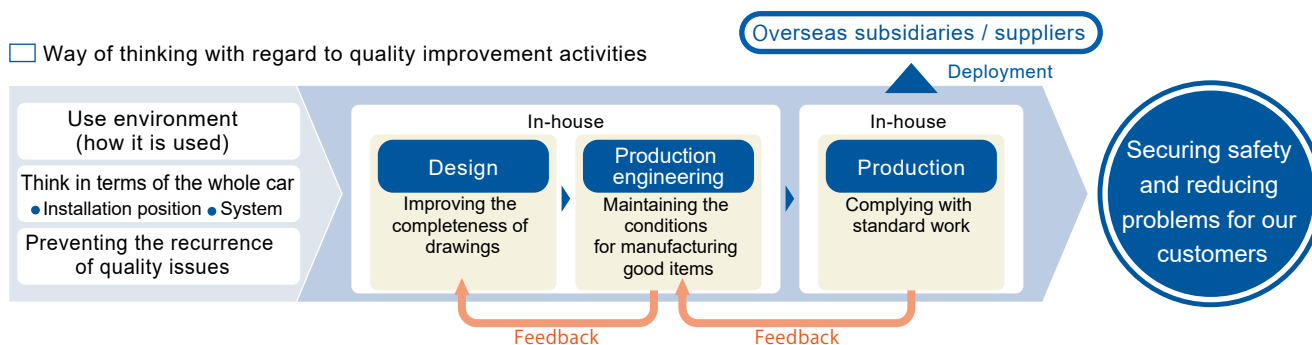 Overseas subsidiaries / suppliers
Way of thinking with regard to quality improvement activities
Deployment
Use environment
(how it is used)
Think in terms of the whole car
● Installation position ● System
Preventing the recurrence
of quality issues
In-house
Design
Improving the
completeness of
drawings
Production
engineering
Maintaining the
conditions
for manufacturing
good items
In-house
Production
Complying with
standard work
Feedback
Feedback
Securing safety
and reducing
problems for our
customers